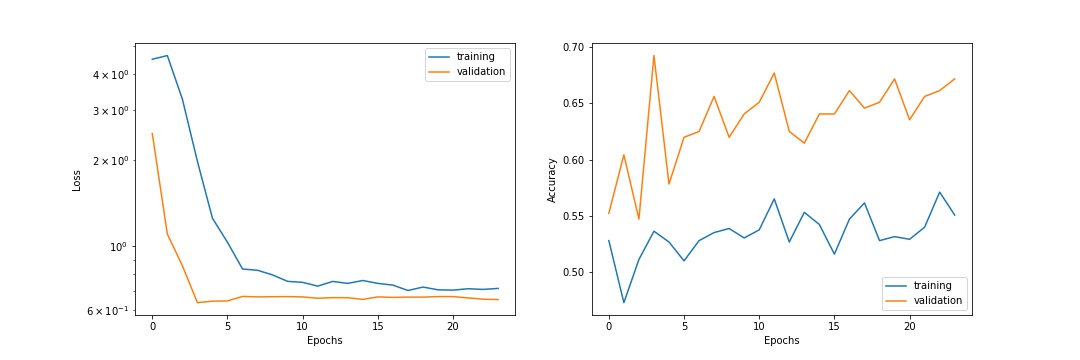 training
validation
4 × 10⁰
3 × 10⁰
2 × 10⁰
10⁰
6 × 10⁻¹
Loss
0 5 10 15 20
Epochs
0.70
0.65
0.60
0.55
0.50
Accuracy
training
validation
0 5 10 15 20
Epochs